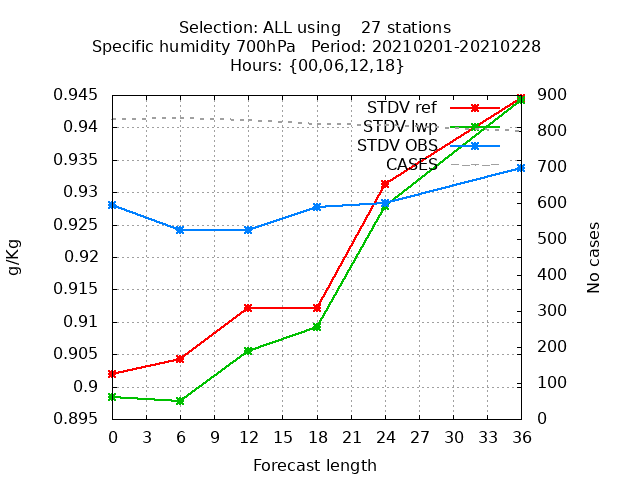 Selection: ALL using    27 stations
Specific humidity 700hPa   Period: 20210201-20210228
Hours: {00,06,12,18}
STDV ref
STDV lwp
STDV OBS
CASES
0.945
0.94
0.935
0.93
0.925
0.92
0.915
0.91
0.905
0.9
0.895
g/Kg
900
800
700
600
500
400
300
200
100
0
No cases
0 3 6 9 12 15 18 21 24 27 30 33 36
Forecast length